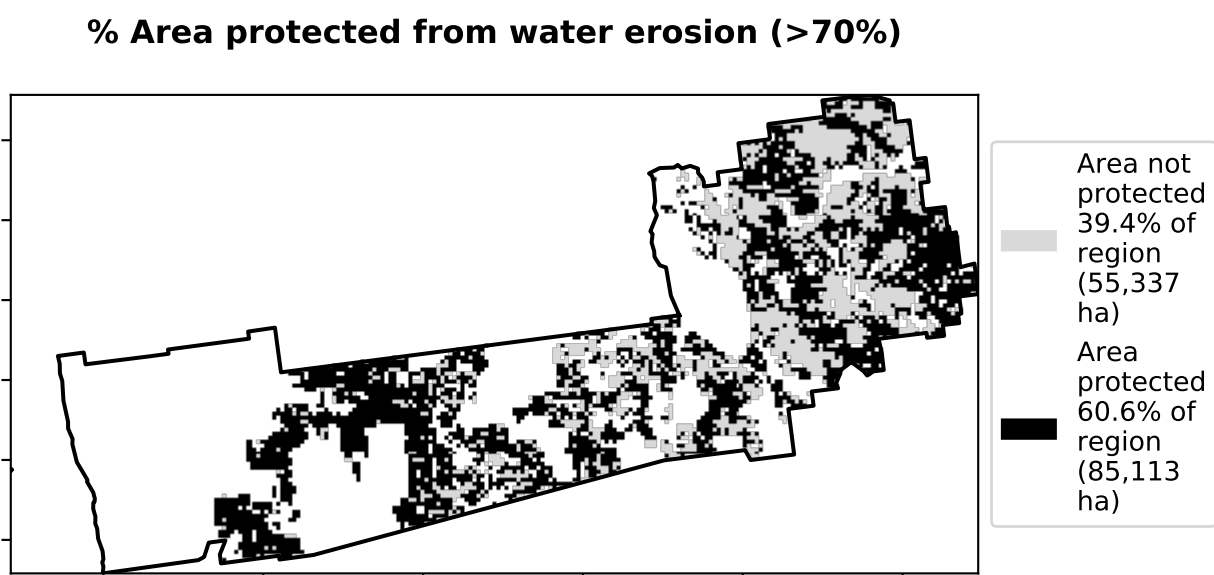 % Area protected from water erosion (>70%)
Area not
protected
39.4% of
region
(55,337
ha)
Area
protected
60.6% of
region
(85,113
ha)